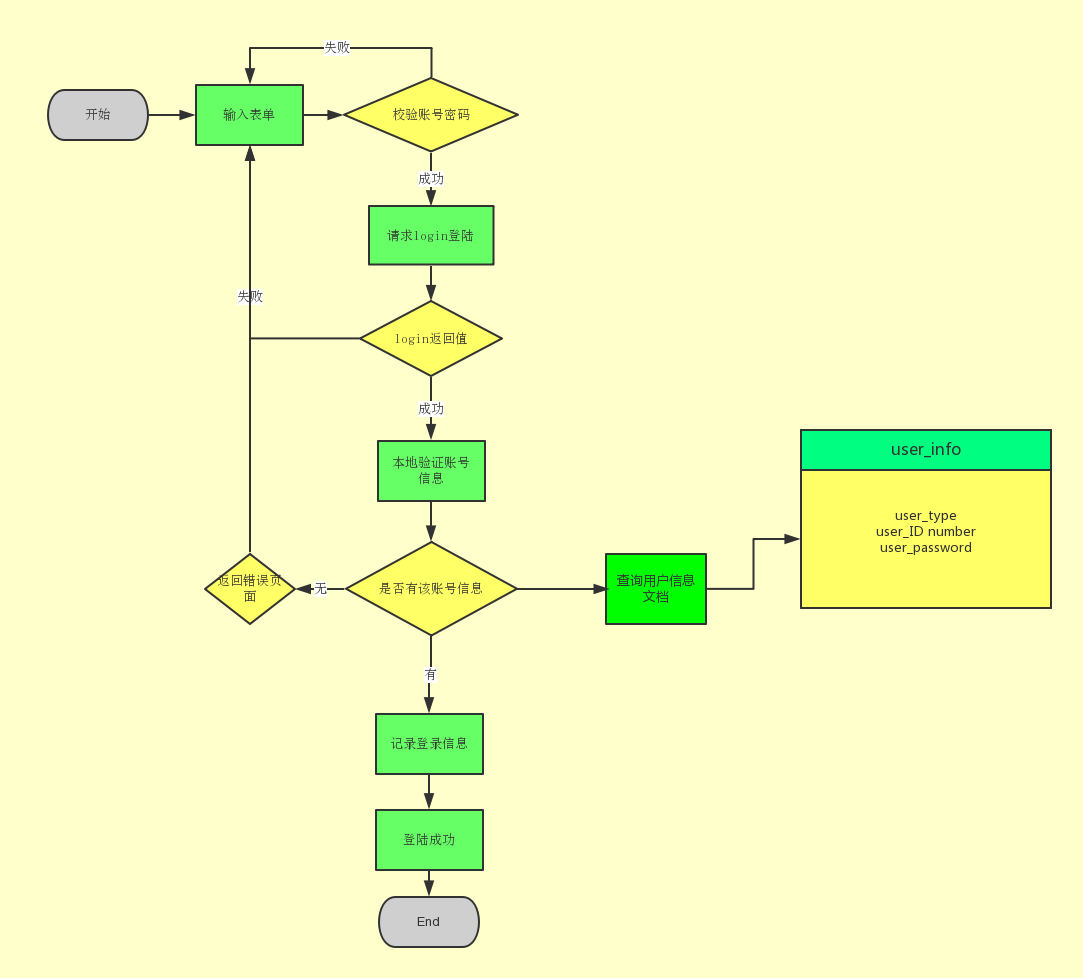 失败
开始
输入表单
校验账号密码
成功
请求login登陆
失败
login返回值
成功
本地验证账号
信息
user_info
user_type
user_ID number
user_password
返回错误页
面
无
是否有该账号信息
查询用户信息
文档
有
记录登录信息
登陆成功
End